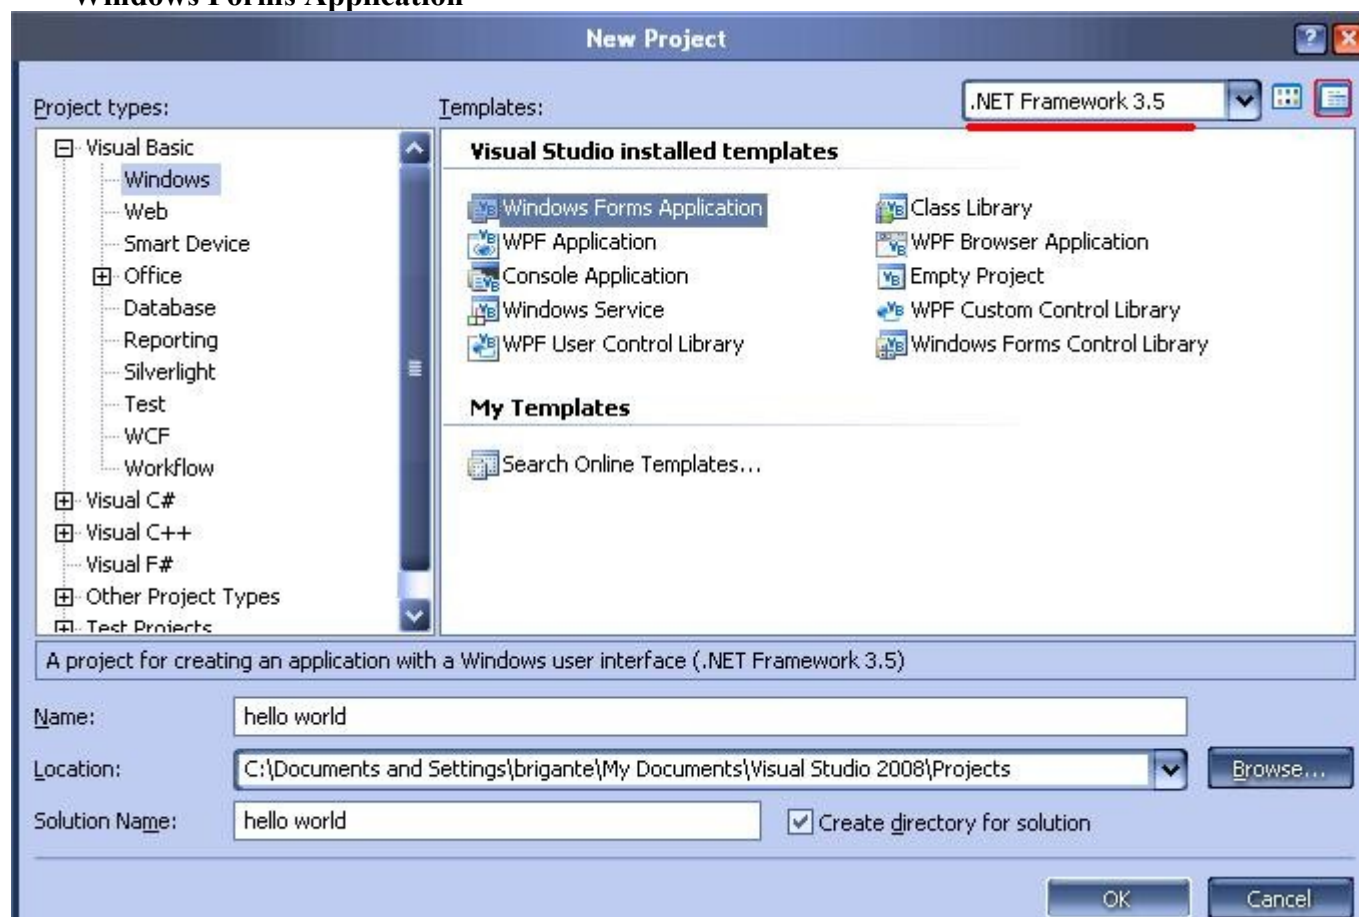 Windows Forms Application
New Project
Project types:
Templates:
.NET Framework 3.5
Visual Basic
Windows
Web
Smart Device
Office
Database
Reporting
Silverlight
Test
WCF
Workflow
Visual C#
Visual C++
Visual F#
Other Project Types
Test Projects
Visual Studio installed templates
Windows Forms Application
Class Library
WPF Application
WPF Browser Application
Console Application
Empty Project
Windows Service
WPF Custom Control Library
WPF User Control Library
Windows Forms Control Library
My Templates
Search Online Templates...
A project for creating an application with a Windows user interface (.NET Framework 3.5)
Name:
hello world
Location:
C:\Documents and Settings\brigante\My Documents\Visual Studio 2008\Projects
Browse...
Solution Name:
hello world
Create directory for solution
OK
Cancel